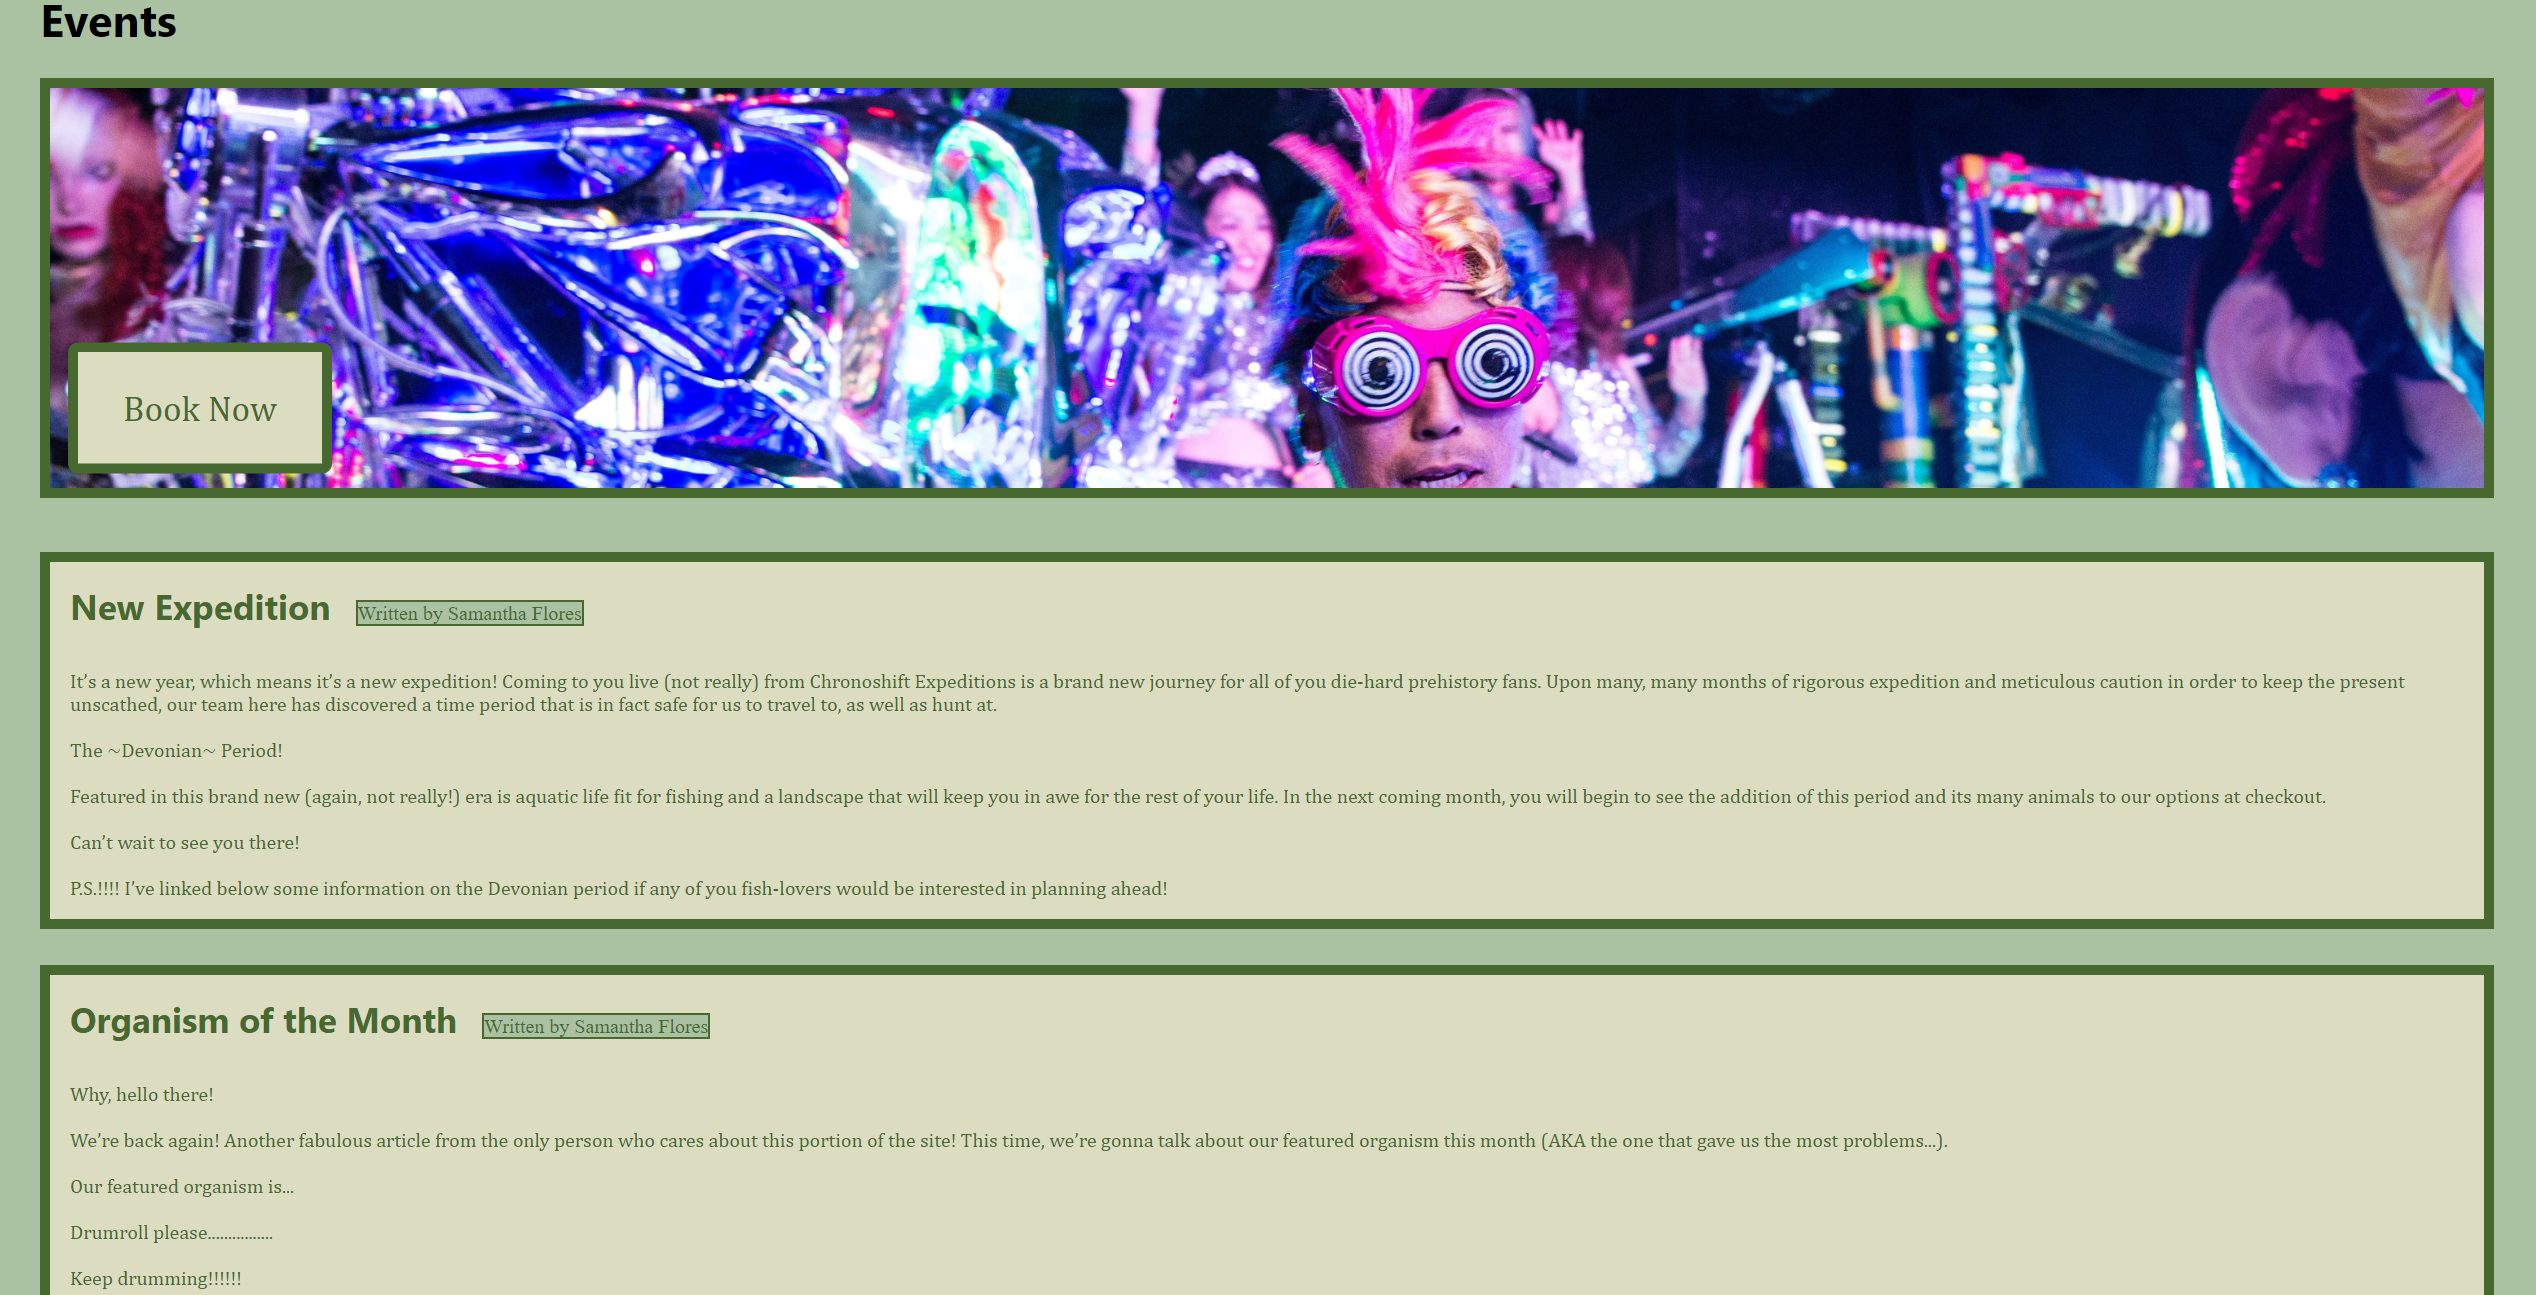 Events
Book Now
New Expedition Written by Samantha Flores
It’s a new year, which means it’s a new expedition! Coming to you live (not really) from Chronoshift Expeditions is a brand new journey for all of you die-hard prehistory fans. Upon many, many months of rigorous expedition and meticulous caution in order to keep the present
unscathed, our team here has discovered a time period that is in fact safe for us to travel to, as well as hunt at.
The ~Devonian~ Period!
Featured in this brand new (again, not really!) era is aquatic life fit for fishing and a landscape that will keep you in awe for the rest of your life. In the next coming month, you will begin to see the addition of this period and its many animals to our options at checkout.
Can’t wait to see you there!
P.S.!!!! I’ve linked below some information on the Devonian period if any of you fish-lovers would be interested in planning ahead!
Organism of the Month Written by Samantha Flores
Why, hello there!
We’re back again! Another fabulous article from the only person who cares about this portion of the site! This time, we’re gonna talk about our featured organism this month (AKA the one that gave us the most problems...).
Our featured organism is...
Drumroll please................
Keep drumming!!!!!!